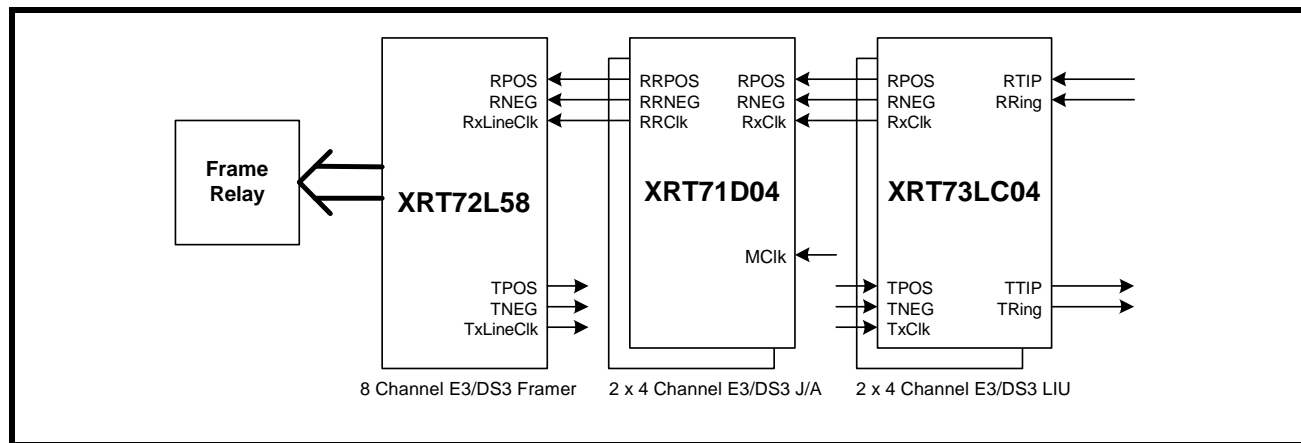 Frame
Relay
RPOS
RNEG
RxLineClk
XRT72L58
TPOS
TNEG
TxLineClk
8 Channel E3/DS3 Framer
RRPOS
RRNEG
RRClk
RPOS
RNEG
RxClk
XRT71D04
MClk
2 x 4 Channel E3/DS3 J/A
RPOS
RNEG
RxClk
RTIP
RRing
XRT73LC04
TPOS
TNEG
TxClk
TTIP
TRing
2 x 4 Channel E3/DS3 LIU